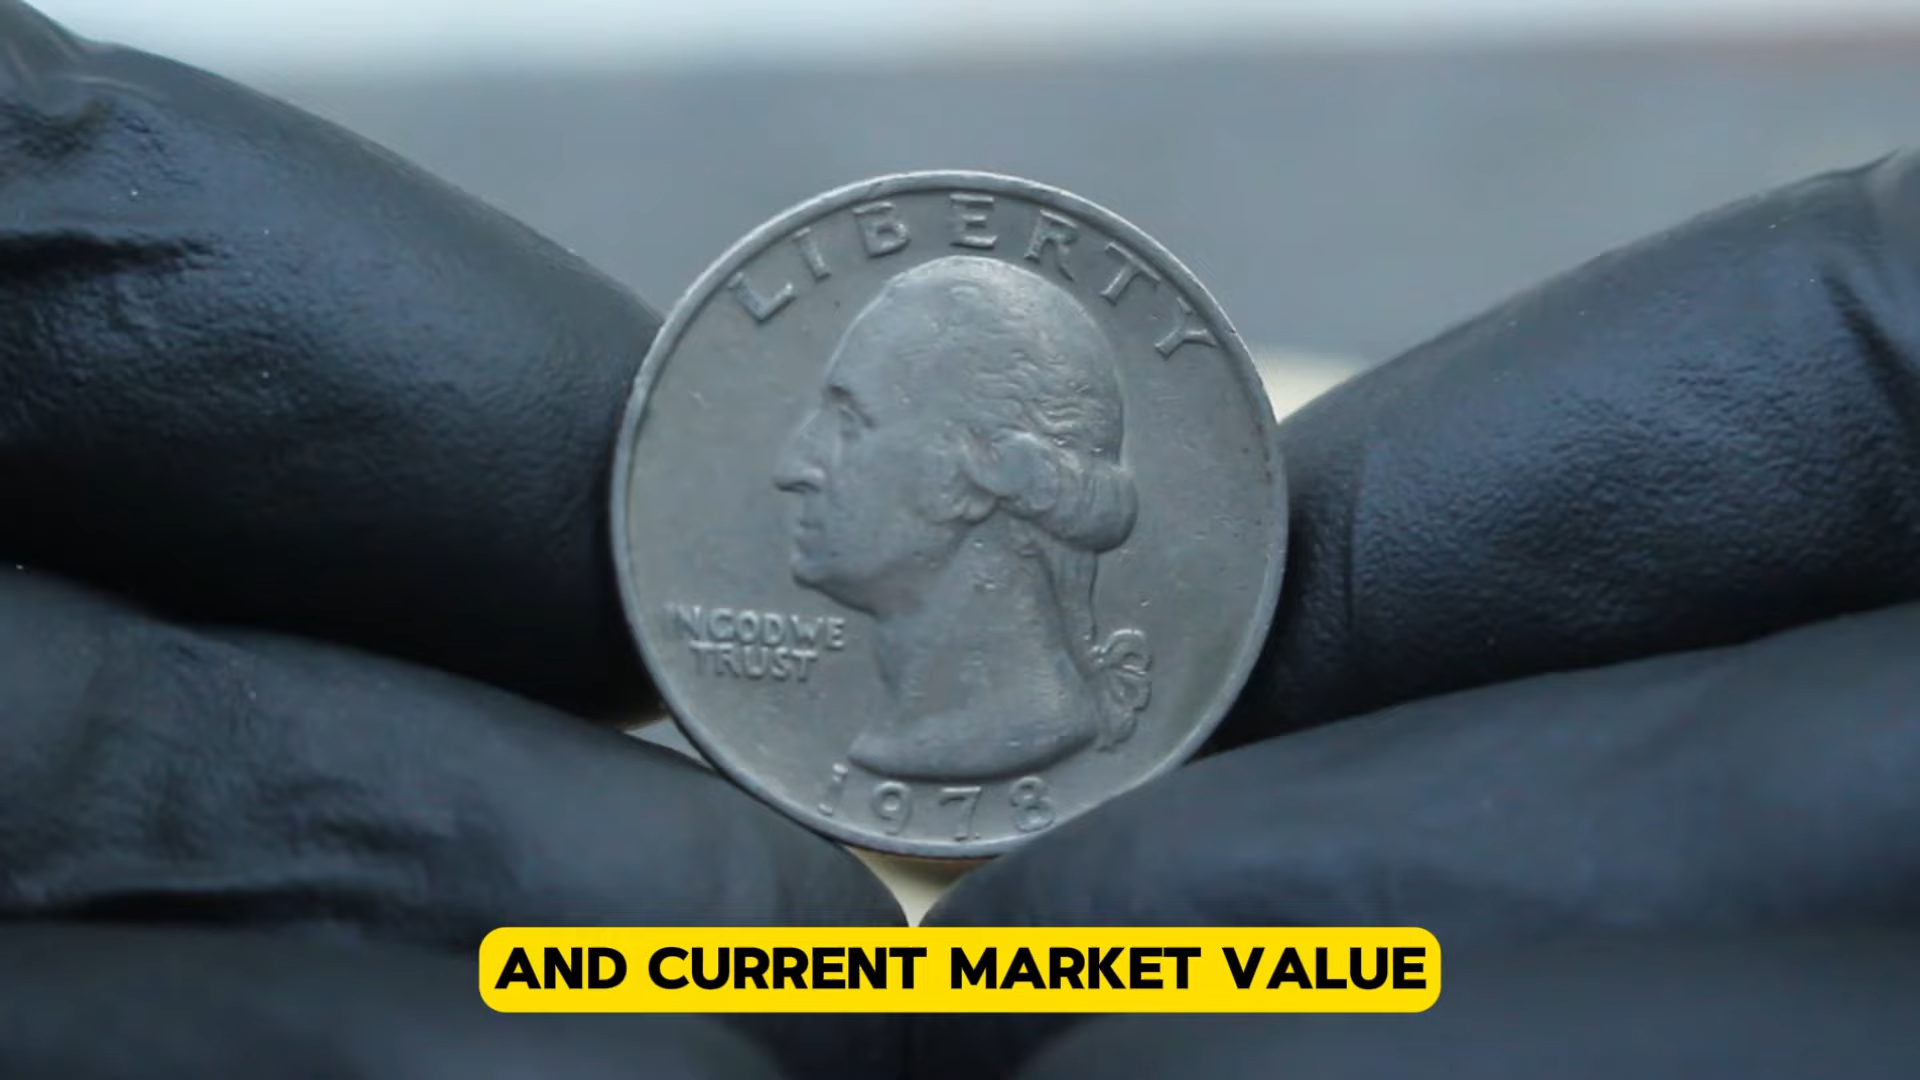 LIBERTY
IN GOD WE
TRUST
1978
AND CURRENT MARKET VALUE